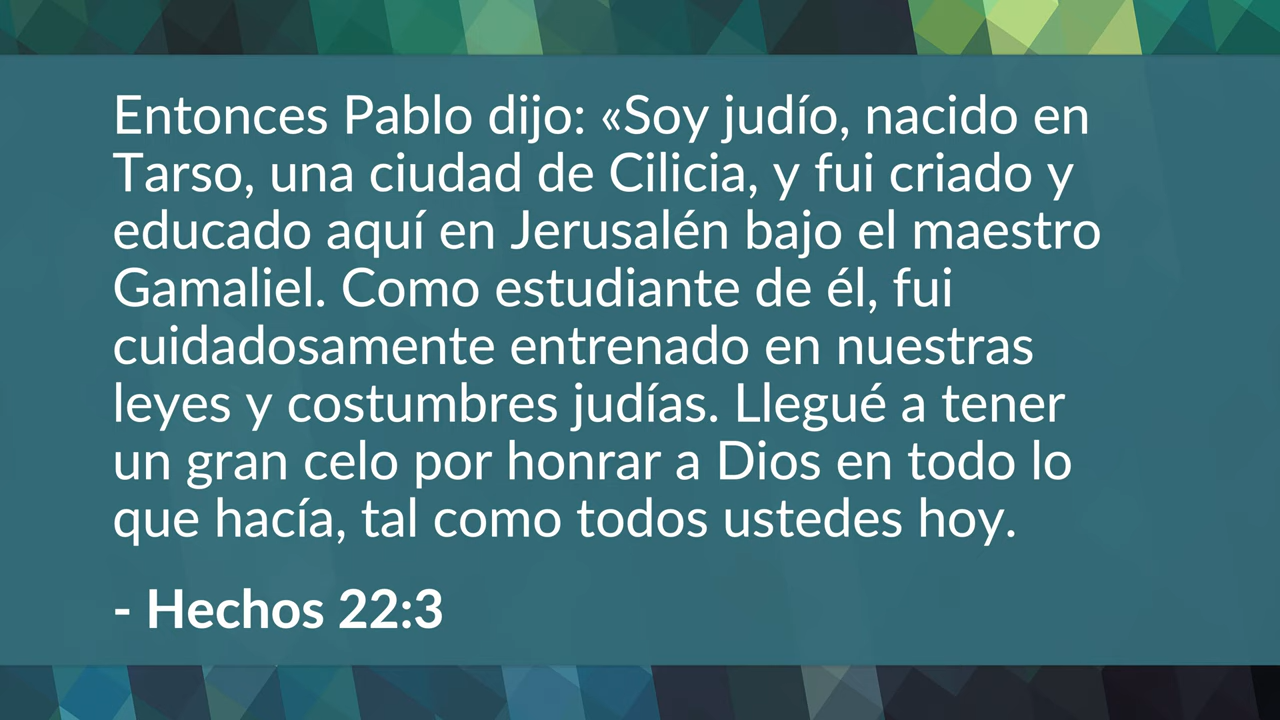 Entonces Pablo dijo: «Soy judío, nacido en
Tarso, una ciudad de Cilicia, y fui criado y
educado aquí en Jerusalén bajo el maestro
Gamaliel. Como estudiante de él, fui
cuidadosamente entrenado en nuestras
leyes y costumbres judías. Llegué a tener
un gran celo por honrar a Dios en todo lo
que hacía, tal como todos ustedes hoy.
- Hechos 22:3